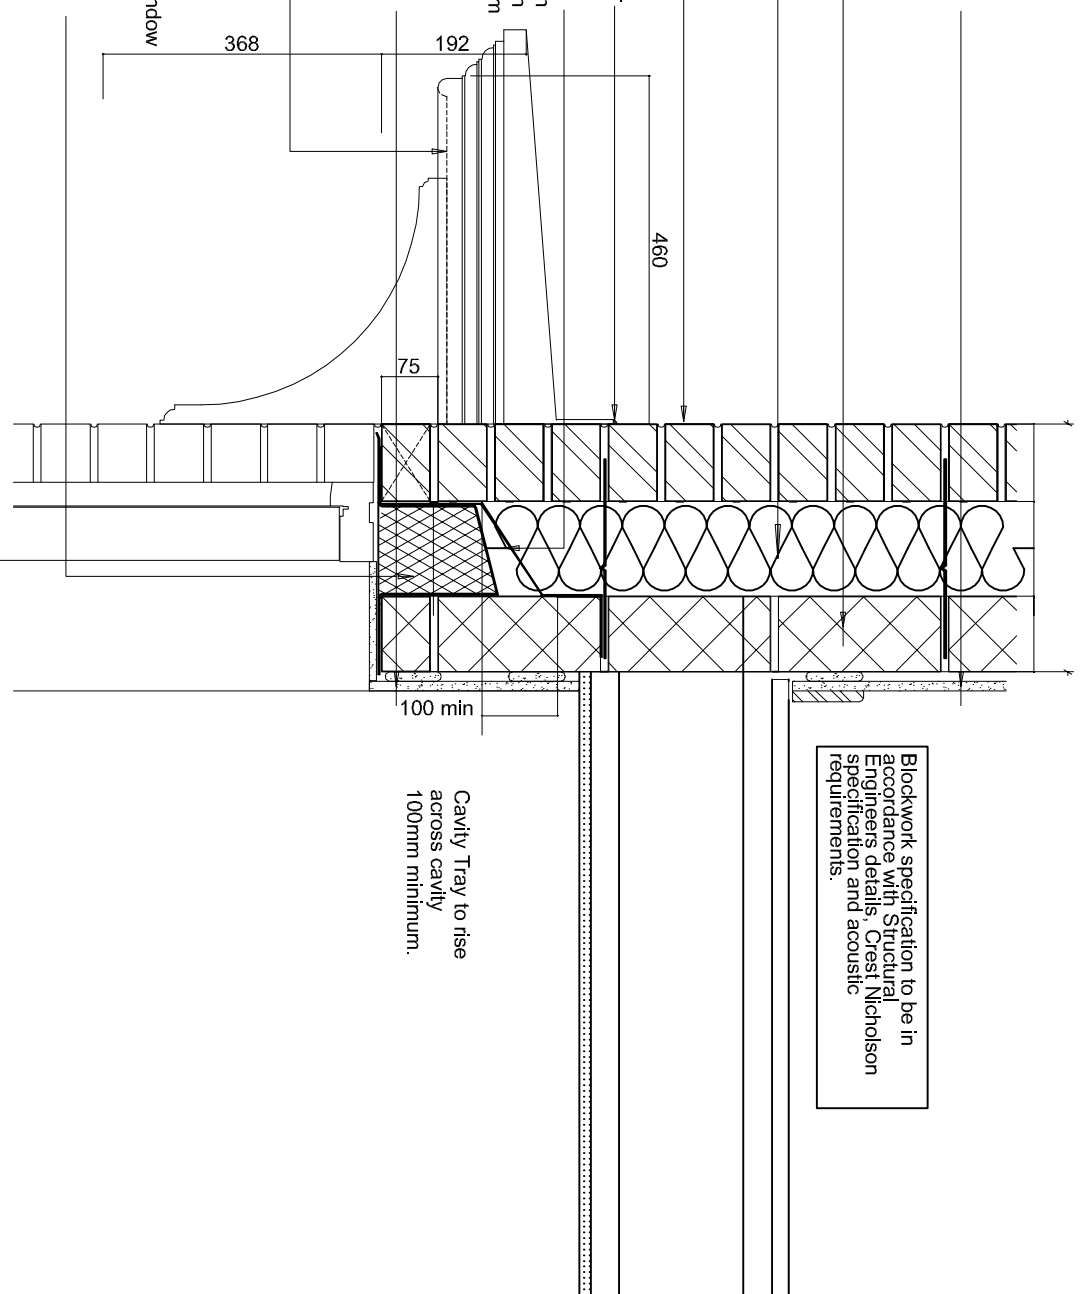 368
192
460
75
100 min
Cavity Tray to rise
across cavity
100mm minimum.
Blockwork specification to be in
accordance with Structural
Engineers details, Crest Nicholson
specification and acoustic
requirements.